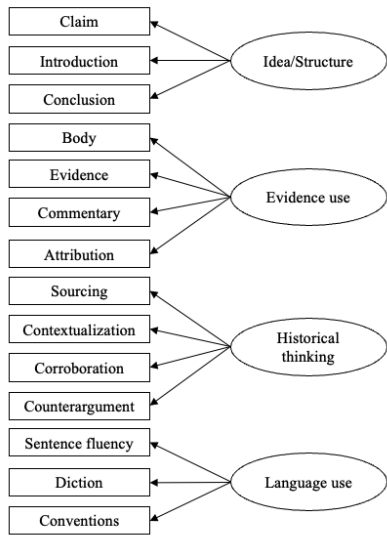 Claim
Introduction
Conclusion
Idea/Structure
Body
Evidence
Commentary
Attribution
Evidence use
Sourcing
Contextualization
Corroboration
Counterargument
Historical
thinking
Sentence fluency
Diction
Conventions
Language use